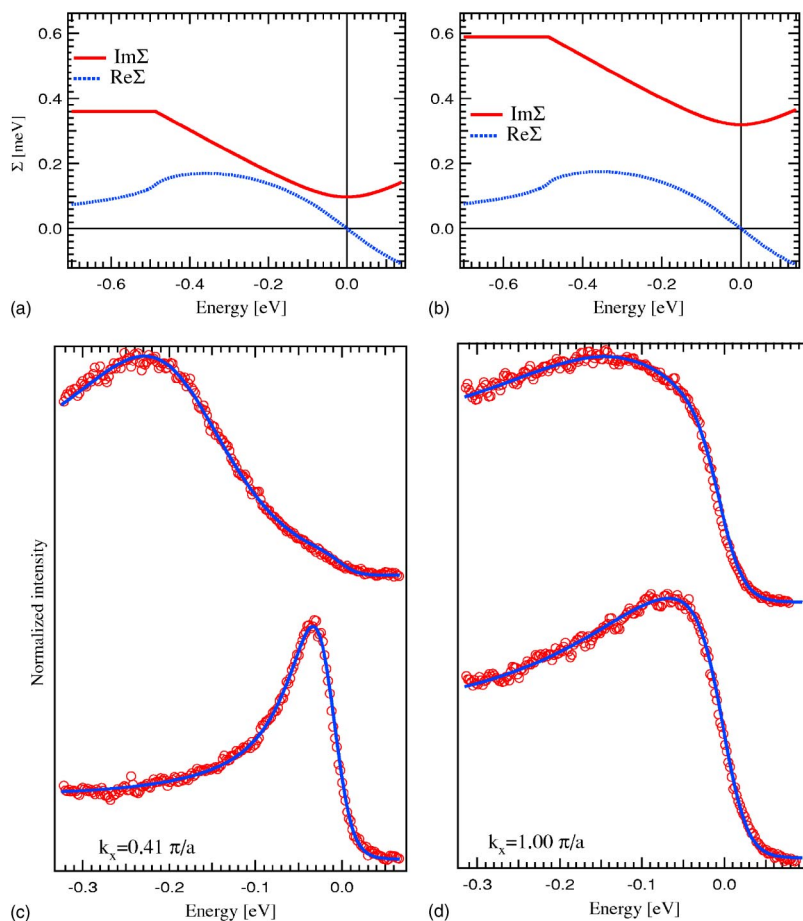 0.6
0.4
0.2
0.0
Σ [meV]
ImΣ
ReΣ
-0.6 -0.4 -0.2 0.0
(a) Energy [eV]
0.6
0.4
0.2
0.0
ImΣ
ReΣ
-0.6 -0.4 -0.2 0.0
(b) Energy [eV]
Normalized intensity
k_x=0.41 π/a
-0.3 -0.2 -0.1 0.0
(c) Energy [eV]
k_x=1.00 π/a
-0.3 -0.2 -0.1 0.0
(d) Energy [eV]